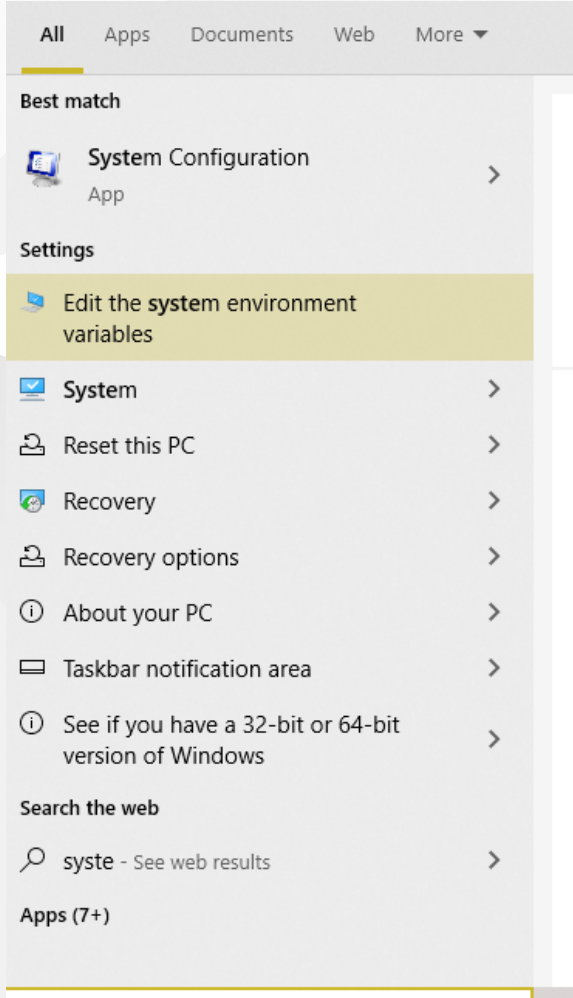 All Apps Documents Web More
Best match
System Configuration
App
Settings
Edit the system environment
variables
System
Reset this PC
Recovery
Recovery options
About your PC
Taskbar notification area
See if you have a 32-bit or 64-bit
version of Windows
Search the web
syste - See web results
Apps (7+)